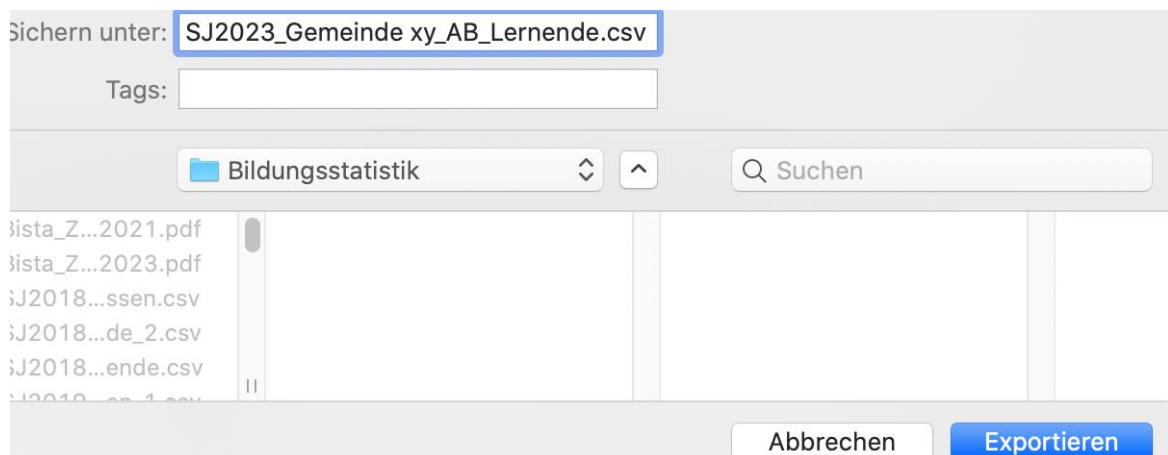 Sichern unter: SJ2023_Gemeinde xy_AB_Lernende.csv
Tags:
Bildungsstatistik
Suchen
Bista_Z...2021.pdf
Bista_Z...2023.pdf
SJ2018...ssen.csv
SJ2018...de_2.csv
SJ2018...ende.csv
Abbrechen
Exportieren